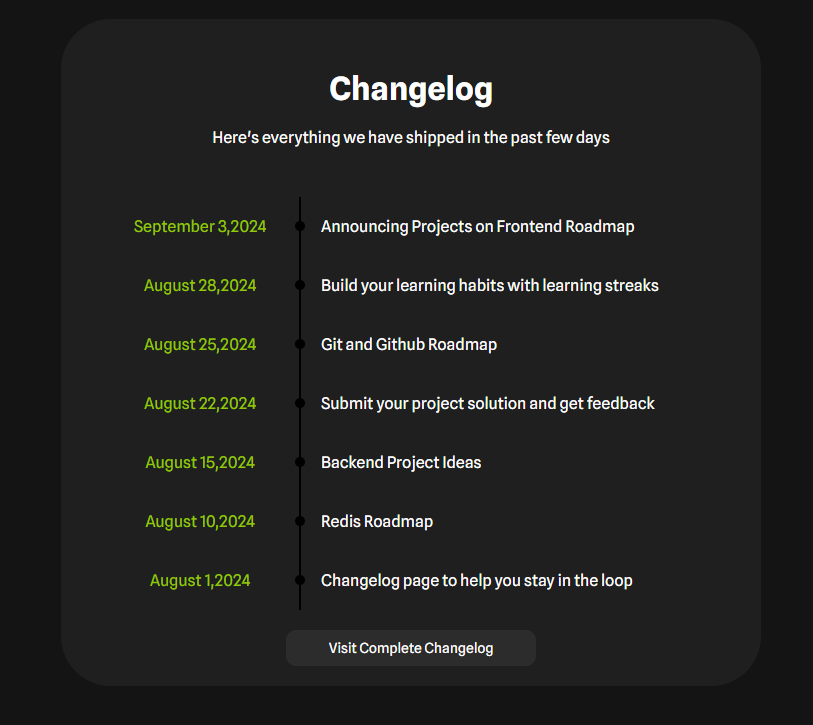 Changelog
Here's everything we have shipped in the past few days
September 3,2024 Announcing Projects on Frontend Roadmap
August 28,2024 Build your learning habits with learning streaks
August 25,2024 Git and Github Roadmap
August 22,2024 Submit your project solution and get feedback
August 15,2024 Backend Project Ideas
August 10,2024 Redis Roadmap
August 1,2024 Changelog page to help you stay in the loop
Visit Complete Changelog